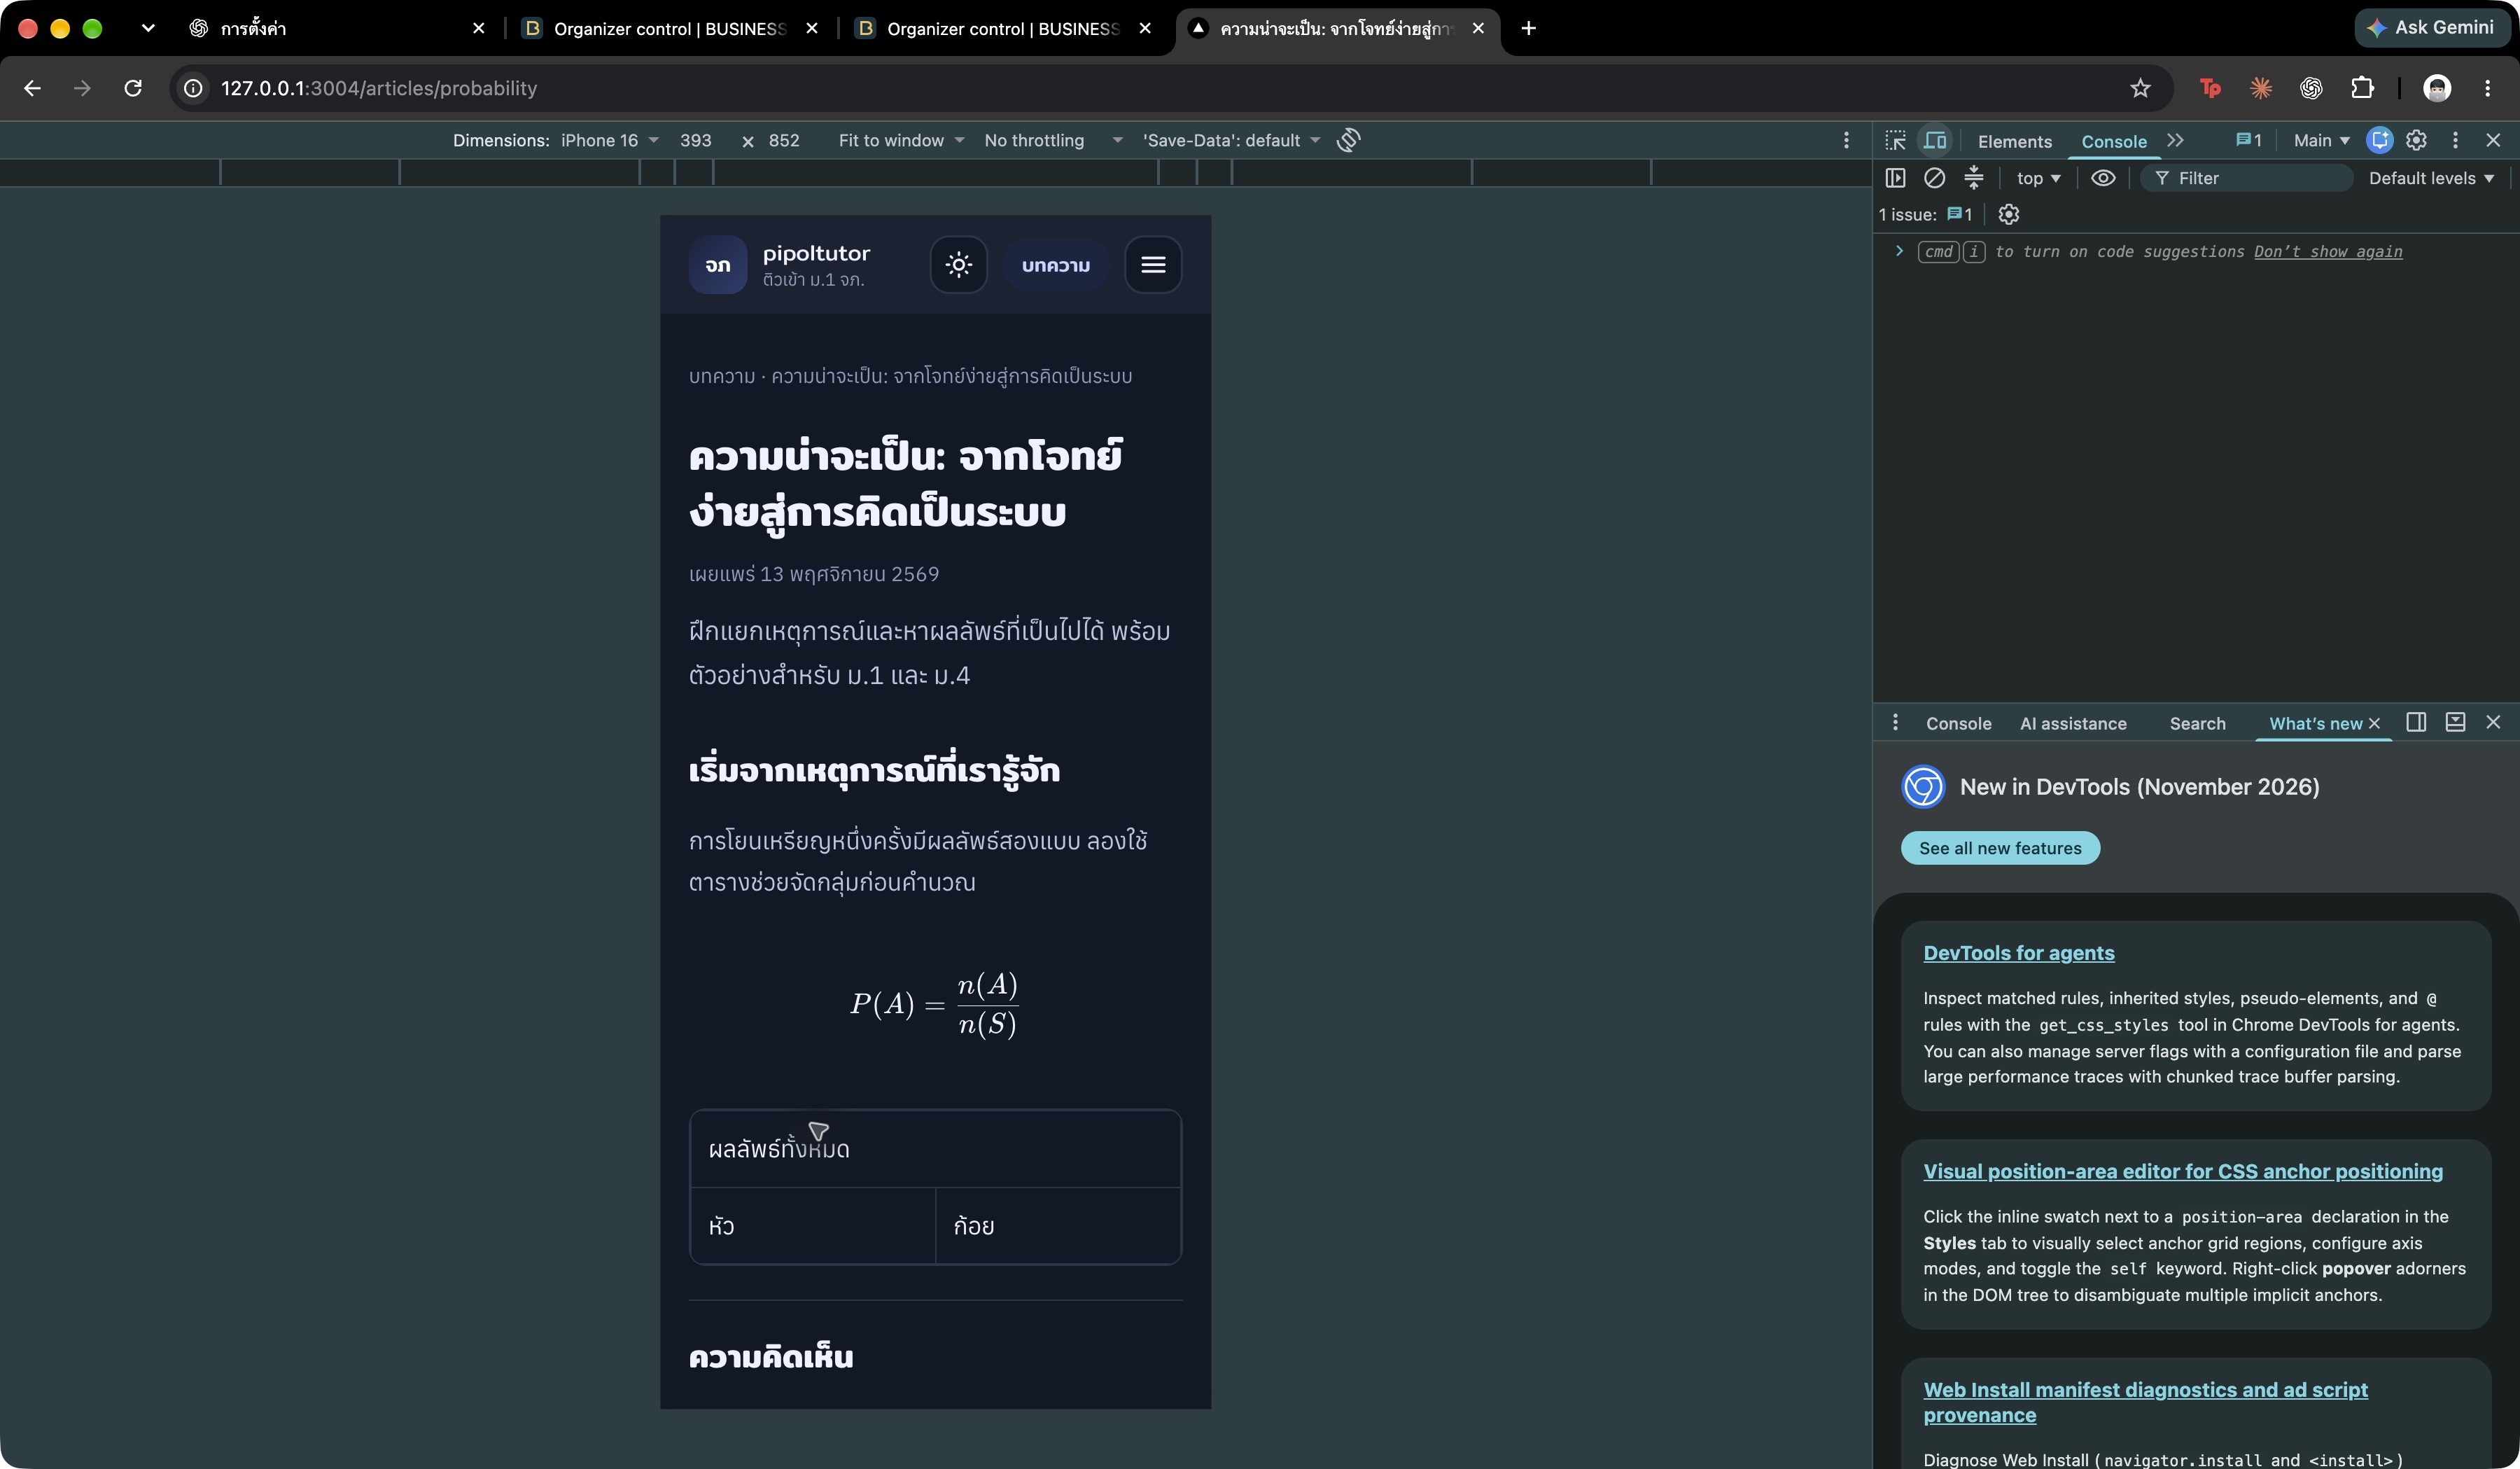 การตั้งค่า
Organizer control | BUSINESS
Organizer control | BUSINESS
ความน่าจะเป็น: จากโจทย์ง่ายสู่กา
Ask Gemini
127.0.0.1:3004/articles/probability
Tp
Dimensions: iPhone 16 393 × 852 Fit to window No throttling 'Save-Data': default
Elements Console 1 Main
top Filter Default levels
1 issue: 1
cmd i to turn on code suggestions Don't show again
จภ
pipoltutor
ติวเข้า ม.1 จภ.
บทความ
บทความ · ความน่าจะเป็น: จากโจทย์ง่ายสู่การคิดเป็นระบบ
ความน่าจะเป็น: จากโจทย์
ง่ายสู่การคิดเป็นระบบ
เผยแพร่ 13 พฤศจิกายน 2569
ฝึกแยกเหตุการณ์และหาผลลัพธ์ที่เป็นไปได้ พร้อม
ตัวอย่างสำหรับ ม.1 และ ม.4
เริ่มจากเหตุการณ์ที่เรารู้จัก
การโยนเหรียญหนึ่งครั้งมีผลลัพธ์สองแบบ ลองใช้
ตารางช่วยจัดกลุ่มก่อนคำนวณ
P(A) = n(A)/n(S)
ผลลัพธ์ทั้งหมด
หัว ก้อย
ความคิดเห็น
Console AI assistance Search What's new
New in DevTools (November 2026)
See all new features
DevTools for agents
Inspect matched rules, inherited styles, pseudo-elements, and @
rules with the get_css_styles tool in Chrome DevTools for agents.
You can also manage server flags with a configuration file and parse
large performance traces with chunked trace buffer parsing.
Visual position-area editor for CSS anchor positioning
Click the inline swatch next to a position-area declaration in the
Styles tab to visually select anchor grid regions, configure axis
modes, and toggle the self keyword. Right-click popover adorners
in the DOM tree to disambiguate multiple implicit anchors.
Web Install manifest diagnostics and ad script
provenance
Diagnose Web Install (navigator.install and <install>)